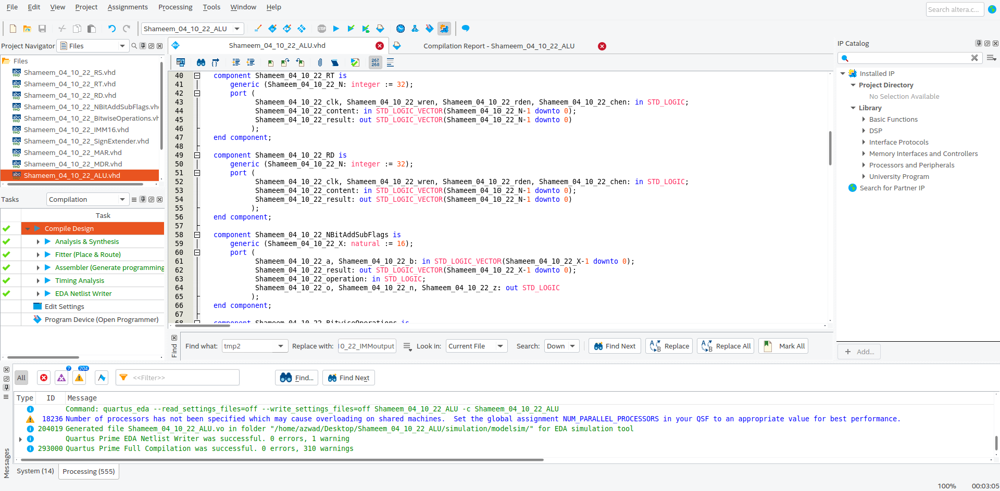 File Edit View Project Assignments Processing Tools Window Help
Search altera.c...
Shameem_04_10_22_ALU
STOP
Project Navigator Files
Files
Shameem_04_10_22_RS.vhd
Shameem_04_10_22_RT.vhd
Shameem_04_10_22_RD.vhd
Shameem_04_10_22_NBitAddSubFlags.vh
Shameem_04_10_22_BitwiseOperations.vh
Shameem_04_10_22_IMM16.vhd
Shameem_04_10_22_SignExtender.vhd
Shameem_04_10_22_MAR.vhd
Shameem_04_10_22_MDR.vhd
Shameem_04_10_22_ALU.vhd
Tasks Compilation
Task
Compile Design
Analysis & Synthesis
Fitter (Place & Route)
Assembler (Generate programming
Timing Analysis
EDA Netlist Writer
Edit Settings
Program Device (Open Programmer)
Shameem_04_10_22_ALU.vhd
Compilation Report - Shameem_04_10_22_ALU
267
268
40 component Shameem_04_10_22_RT is
41 generic (Shameem_04_10_22_N: integer := 32);
42 port (
43 Shameem_04_10_22_clk, Shameem_04_10_22_wren, Shameem_04_10_22_rden, Shameem_04_10_22_chen: in STD_LOGIC;
44 Shameem_04_10_22_content: in STD_LOGIC_VECTOR(Shameem_04_10_22_N-1 downto 0);
45 Shameem_04_10_22_result: out STD_LOGIC_VECTOR(Shameem_04_10_22_N-1 downto 0)
46 );
47 end component;
48
49 component Shameem_04_10_22_RD is
50 generic (Shameem_04_10_22_N: integer := 32);
51 port (
52 Shameem_04_10_22_clk, Shameem_04_10_22_wren, Shameem_04_10_22_rden, Shameem_04_10_22_chen: in STD_LOGIC;
53 Shameem_04_10_22_content: in STD_LOGIC_VECTOR(Shameem_04_10_22_N-1 downto 0);
54 Shameem_04_10_22_result: out STD_LOGIC_VECTOR(Shameem_04_10_22_N-1 downto 0)
55 );
56 end component;
57
58 component Shameem_04_10_22_NBitAddSubFlags is
59 generic (Shameem_04_10_22_X: natural := 16);
60 port (
61 Shameem_04_10_22_a, Shameem_04_10_22_b: in STD_LOGIC_VECTOR(Shameem_04_10_22_X-1 downto 0);
62 Shameem_04_10_22_result: out STD_LOGIC_VECTOR(Shameem_04_10_22_X-1 downto 0);
63 Shameem_04_10_22_operation: in STD_LOGIC;
64 Shameem_04_10_22_o, Shameem_04_10_22_n, Shameem_04_10_22_z: out STD_LOGIC
65 );
66 end component;
67
68 component Shameem_04_10_22_BitwiseOperations is
Find
Find what: tmp2 Replace with: 10_22_IMMoutput Look in: Current File Search: Down Find Next Replace Replace All Mark All
IP Catalog
Installed IP
Project Directory
No Selection Available
Library
Basic Functions
DSP
Interface Protocols
Memory Interfaces and Controllers
Processors and Peripherals
University Program
Search for Partner IP
+ Add...
All 7 204 <<Filter>> Find... Find Next
Type ID Message
Command: quartus_eda --read_settings_files=off --write_settings_files=off Shameem_04_10_22_ALU -c Shameem_04_10_22_ALU
18236 Number of processors has not been specified which may cause overloading on shared machines. Set the global assignment NUM_PARALLEL_PROCESSORS in your QSF to an appropriate value for best performance.
204019 Generated file Shameem_04_10_22_ALU.vo in folder "/home/azwad/Desktop/Shameem_04_10_22_ALU/simulation/modelsim/" for EDA simulation tool
Quartus Prime EDA Netlist Writer was successful. 0 errors, 1 warning
293000 Quartus Prime Full Compilation was successful. 0 errors, 310 warnings
Messages
System (14) Processing (555)
100% 00:03:05